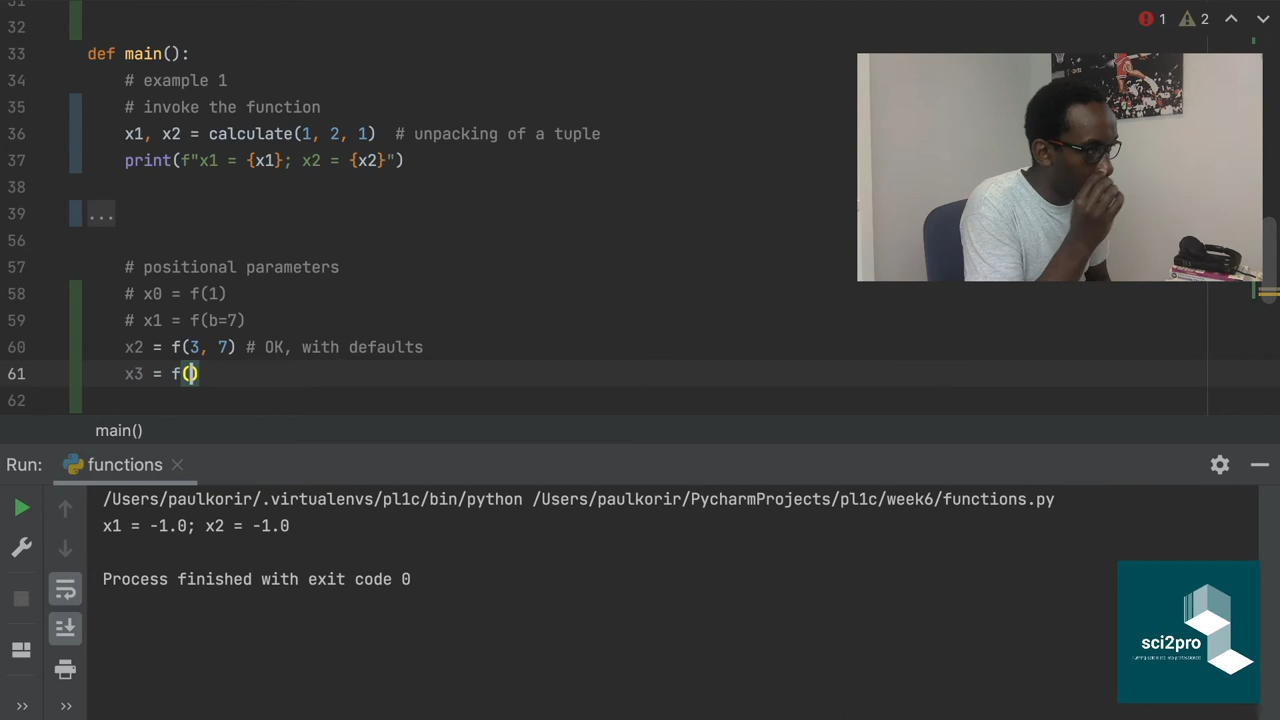 31
1 2
32
33 def main():
34 # example 1
35 # invoke the function
36 x1, x2 = calculate(1, 2, 1) # unpacking of a tuple
37 print(f"x1 = {x1}; x2 = {x2}")
38
39 ...
56
57 # positional parameters
58 # x0 = f(1)
59 # x1 = f(b=7)
60 x2 = f(3, 7) # OK, with defaults
61 x3 = f()
62
main()
Run: functions
/Users/paulkorir/.virtualenvs/pl1c/bin/python /Users/paulkorir/PycharmProjects/pl1c/week6/functions.py
x1 = -1.0; x2 = -1.0
Process finished with exit code 0
sci2pro